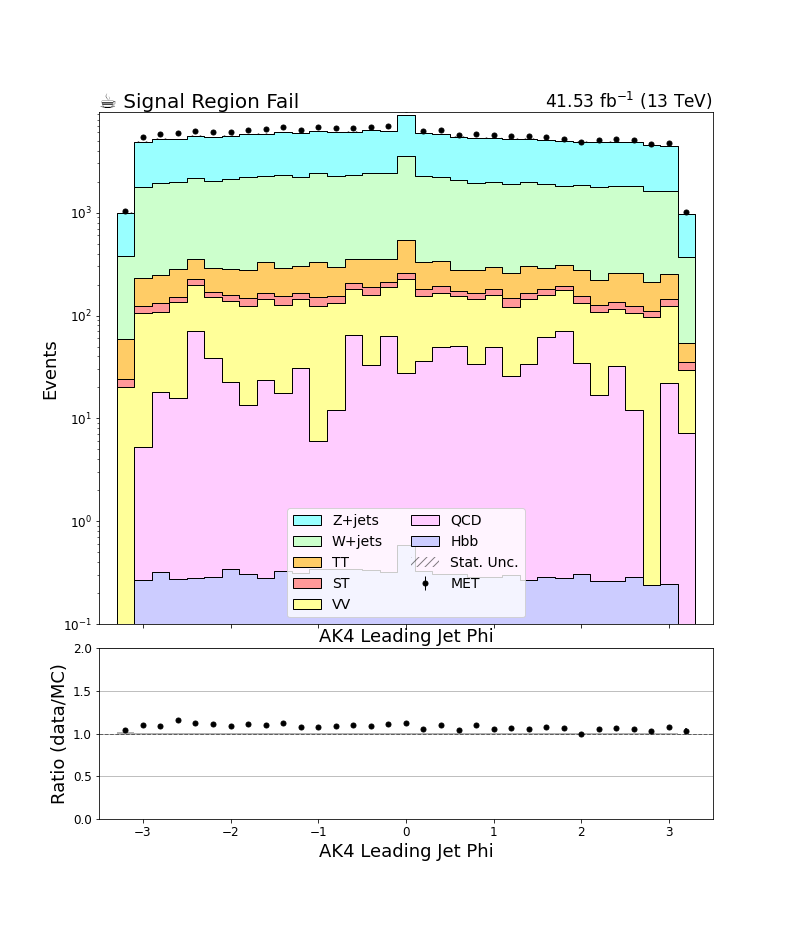 ☕ Signal Region Fail
41.53 fb⁻¹ (13 TeV)
Events
10³
10²
10¹
10⁰
10⁻¹
Z+jets
W+jets
TT
ST
VV
QCD
Hbb
Stat. Unc.
MET
AK4 Leading Jet Phi
Ratio (data/MC)
2.0
1.5
1.0
0.5
0.0
−3 −2 −1 0 1 2 3
AK4 Leading Jet Phi